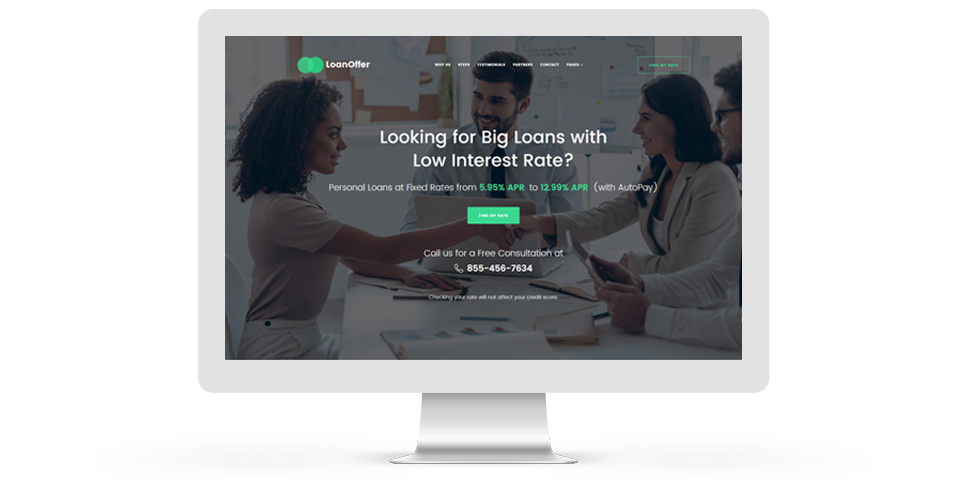 LoanOffer
WHY US STEPS TESTIMONIALS PARTNERS CONTACT PAGES
FIND MY RATE
Looking for Big Loans with
Low Interest Rate?
Personal Loans at Fixed Rates from 5.95% APR to 12.99% APR (with AutoPay)
FIND MY RATE
Call us for a Free Consultation at
855-456-7634
Checking your rate will not affect your credit score.